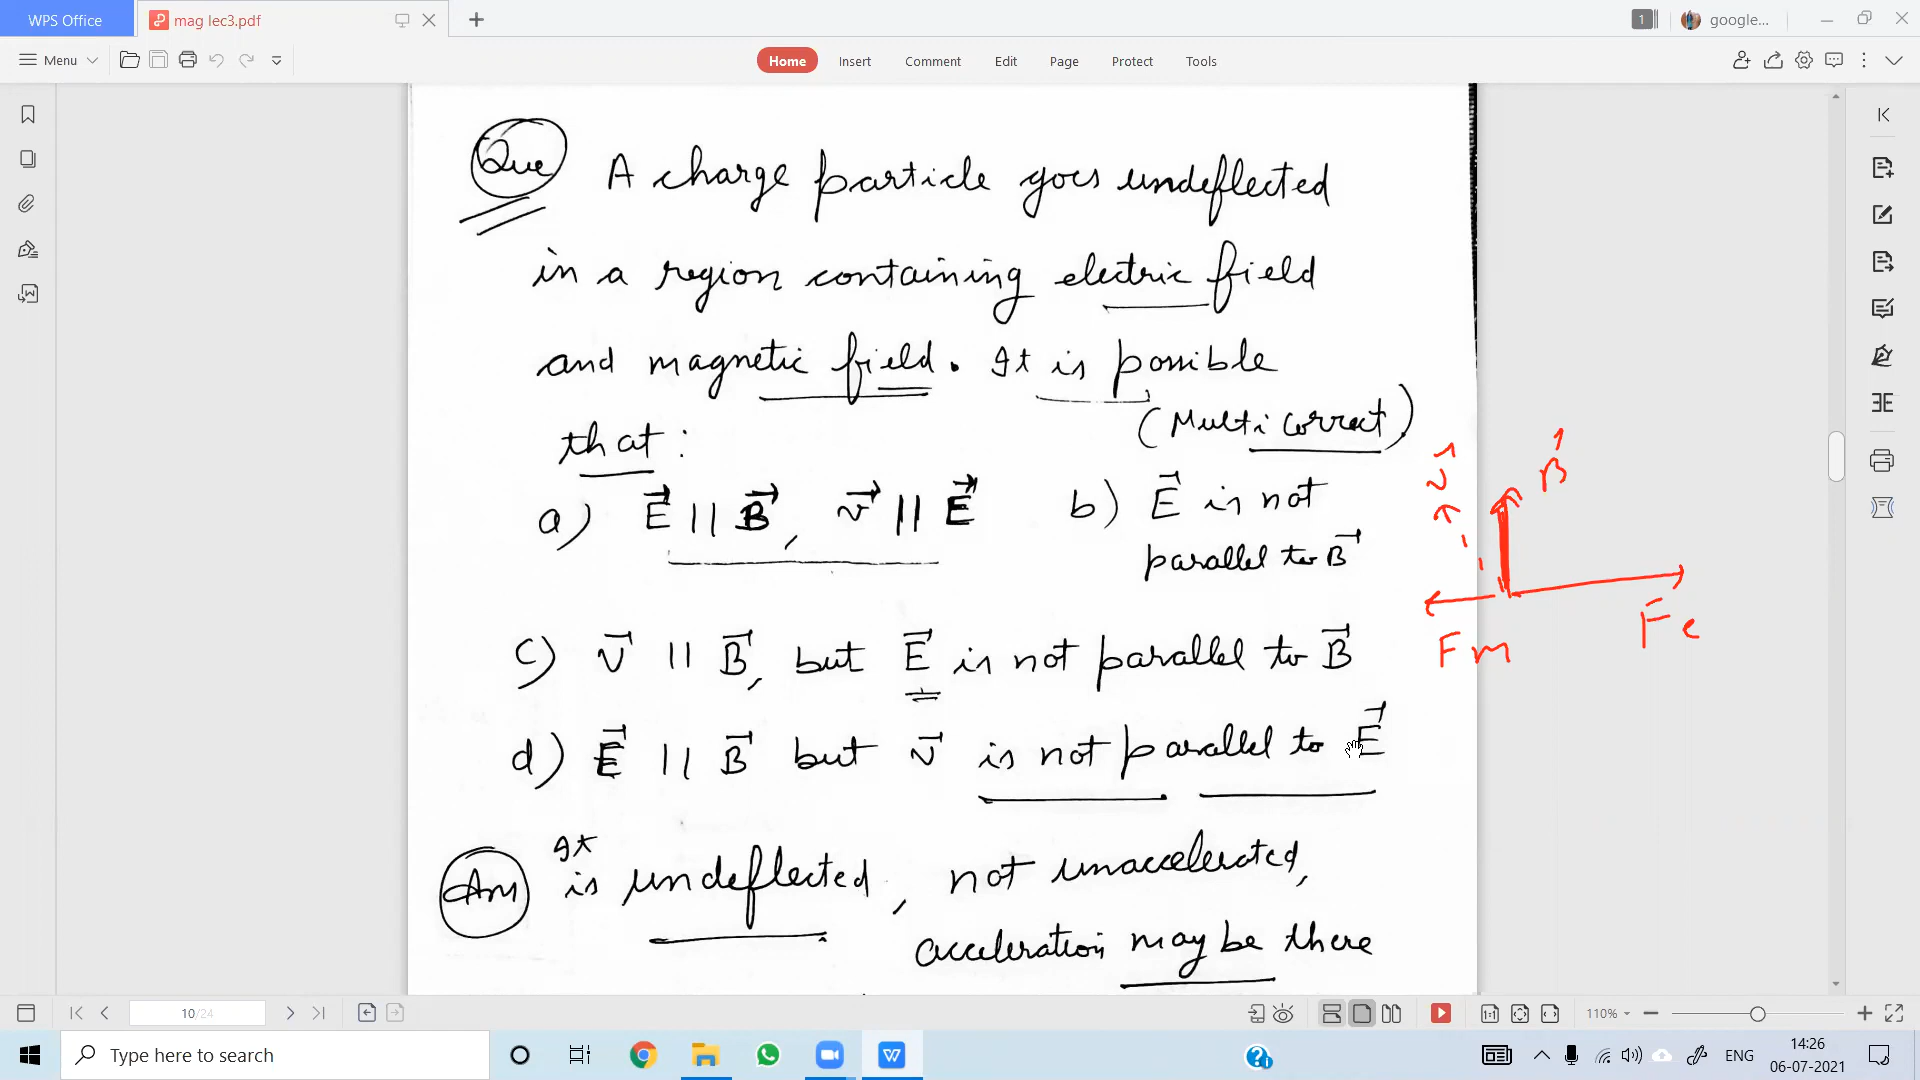 WPS Office
mag lec3.pdf
1
google...
Menu
Home Insert Comment Edit Page Protect Tools
Que A charge particle goes undeflected
in a region containing electric field
and magnetic field. It is possible
that: (Multi correct)
a) E⃗ || B⃗, v⃗ || E⃗
b) E⃗ is not
parallel to B⃗
c) v⃗ || B⃗, but E⃗ is not parallel to B⃗
d) E⃗ || B⃗ but v⃗ is not parallel to E⃗
Ans It is undeflected, not unaccelerated,
acceleration may be there
v
B
Fm
Fe
10/24
1:1
110%
Type here to search
ENG
14:26
06-07-2021